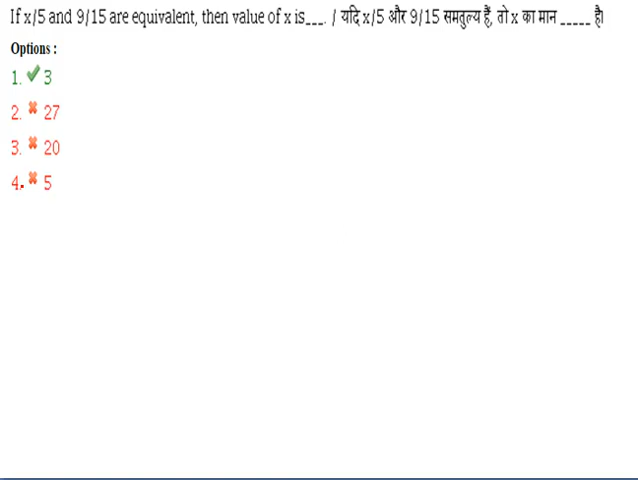 If x/5 and 9/15 are equivalent, then value of x is___. / यदि x/5 और 9/15 समतुल्य हैं, तो x का मान _____ है।
Options :
1. 3
2. 27
3. 20
4. 5